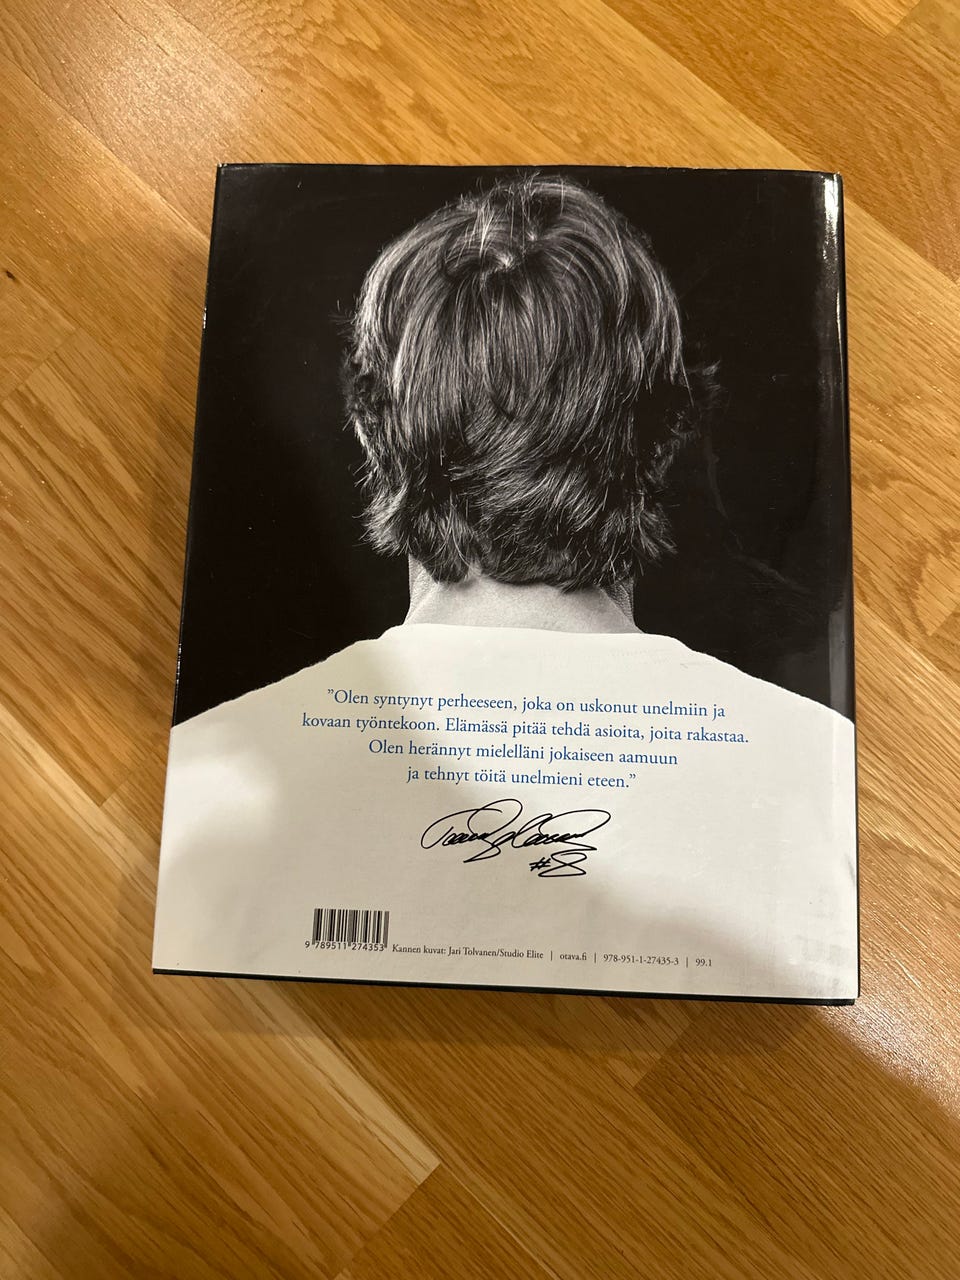 ”Olen syntynyt perheeseen, joka on uskonut unelmiin ja
kovaan työntekoon. Elämässä pitää tehdä asioita, joita rakastaa.
Olen herännyt mielelläni jokaiseen aamuun
ja tehnyt töitä unelmieni eteen.”
#8
9 789511 274353
Kannen kuvat: Jari Tolvanen/Studio Elite | otava.fi | 978-951-1-27435-3 | 99.1